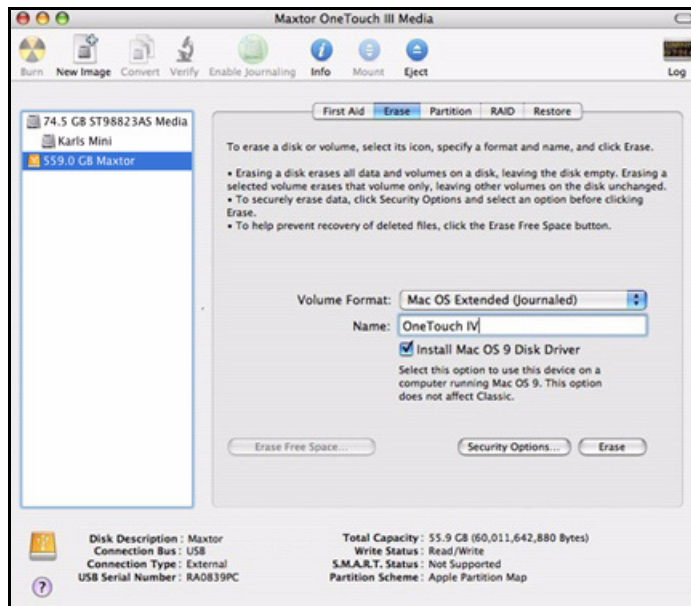 Maxtor OneTouch III Media
Burn New Image Convert Verify Enable Journaling Info Mount Eject Log
First Aid Erase Partition RAID Restore
74.5 GB ST98823AS Media
Karls Mini
559.0 GB Maxtor
To erase a disk or volume, select its icon, specify a format and name, and click Erase.
• Erasing a disk erases all data and volumes on a disk, leaving the disk empty. Erasing a
selected volume erases that volume only, leaving other volumes on the disk unchanged.
• To securely erase data, click Security Options and select an option before clicking
Erase.
• To help prevent recovery of deleted files, click the Erase Free Space button.
Volume Format: Mac OS Extended (Journaled)
Name: OneTouch IV
Install Mac OS 9 Disk Driver
Select this option to use this device on a
computer running Mac OS 9. This option
does not affect Classic.
Erase Free Space... Security Options... Erase
Disk Description : Maxtor
Connection Bus : USB
Connection Type : External
USB Serial Number : RA0839PC
Total Capacity : 55.9 GB (60,011,642,880 Bytes)
Write Status : Read/Write
S.M.A.R.T. Status : Not Supported
Partition Scheme : Apple Partition Map
?